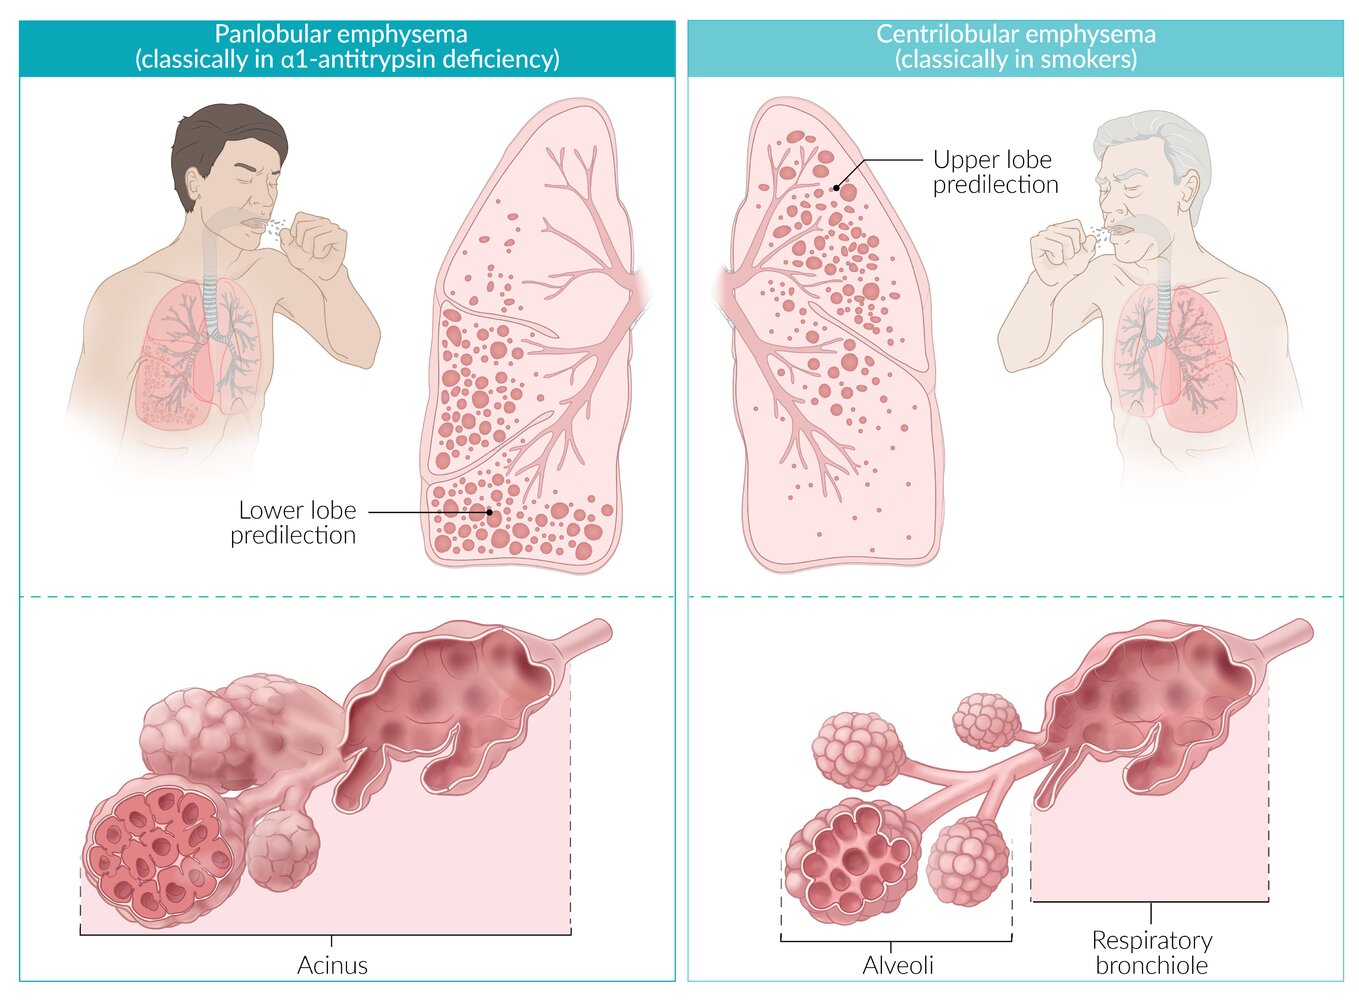 Panlobular emphysema
(classically in α1-antitrypsin deficiency)
Lower lobe
predilection
Acinus
Centrilobular emphysema
(classically in smokers)
Upper lobe
predilection
Alveoli
Respiratory
bronchiole